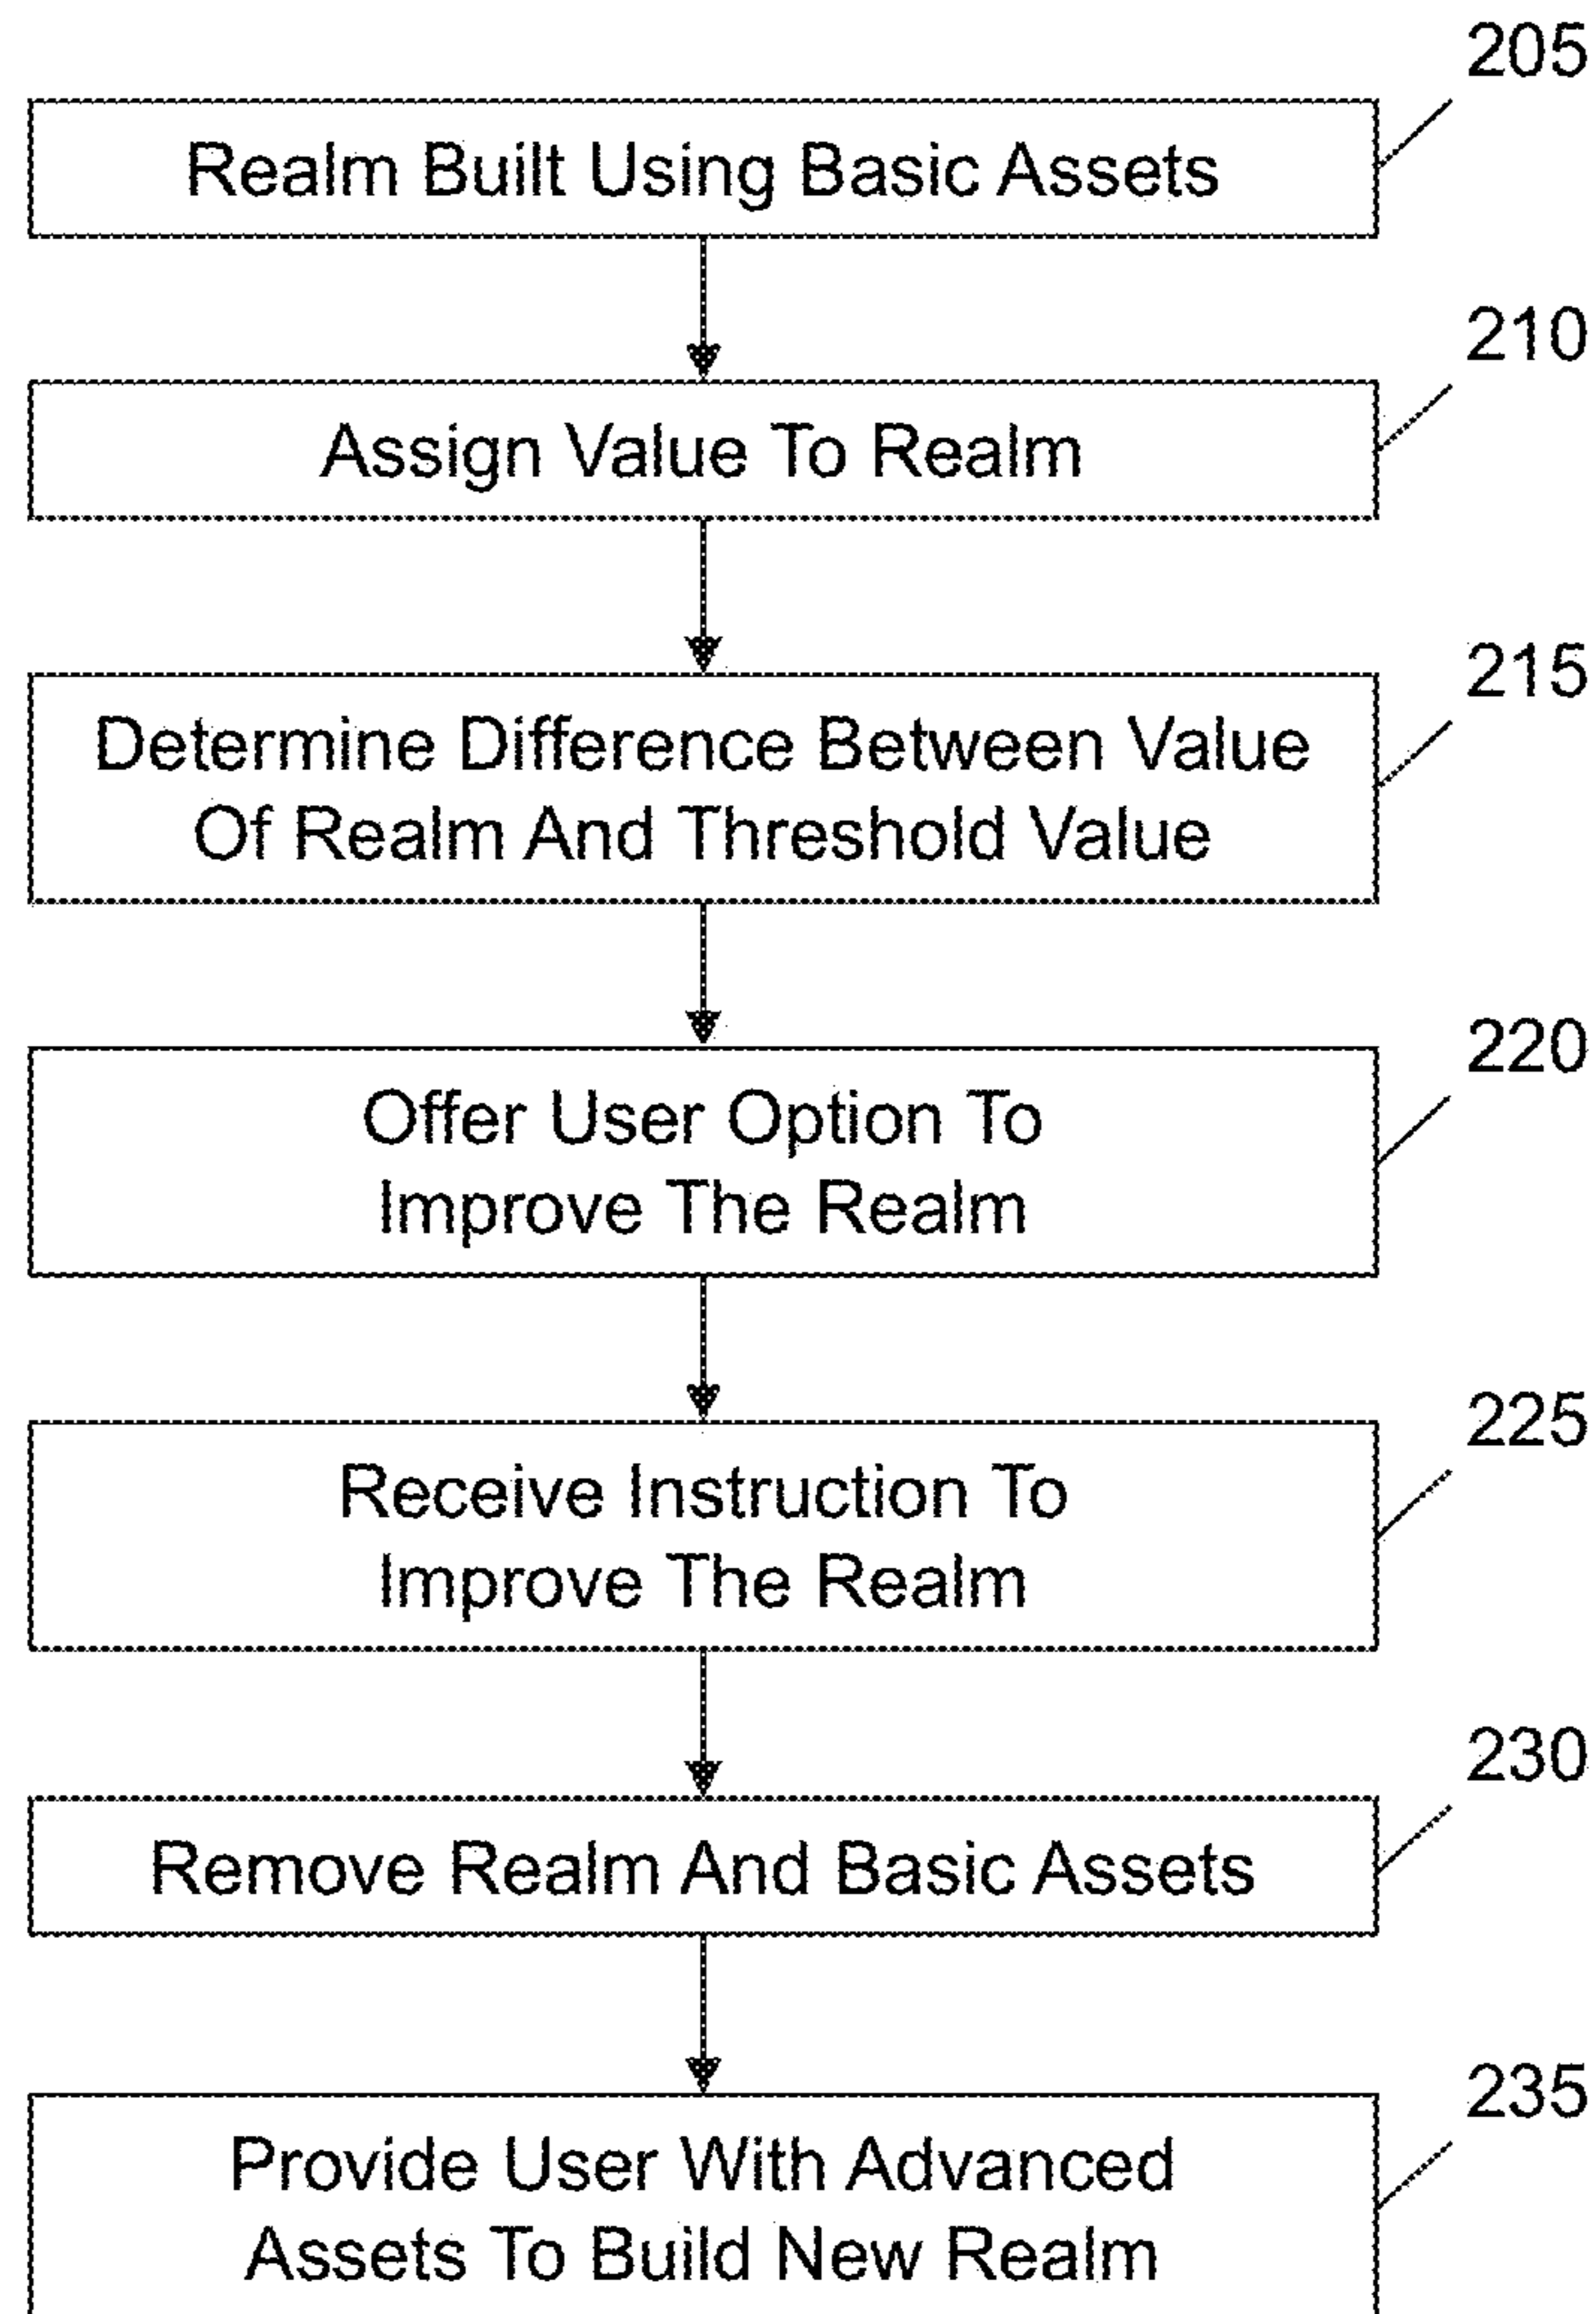 205
Realm Built Using Basic Assets
210
Assign Value To Realm
215
Determine Difference Between Value
Of Realm And Threshold Value
220
Offer User Option To
Improve The Realm
225
Receive Instruction To
Improve The Realm
230
Remove Realm And Basic Assets
235
Provide User With Advanced
Assets To Build New Realm